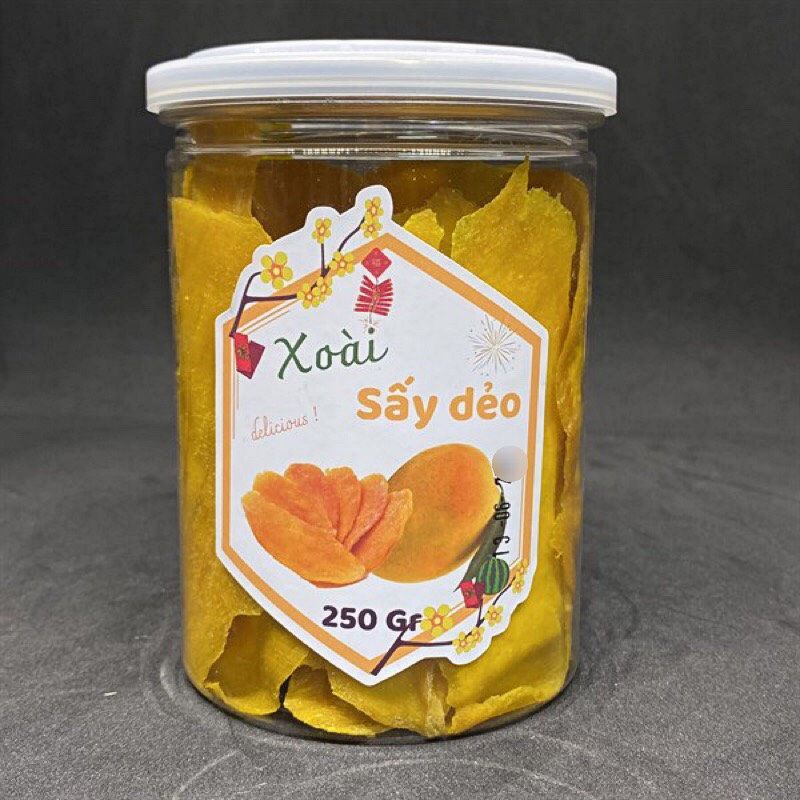 Xoài
Sấy dẻo
delicious !
250 Gr